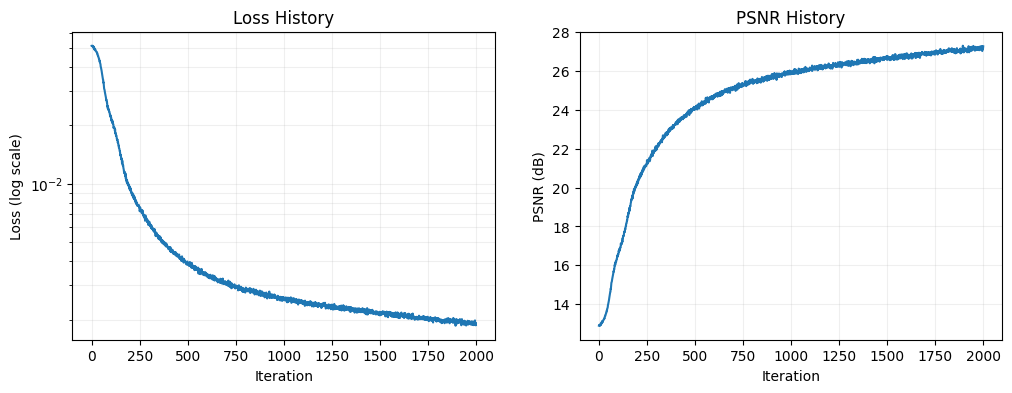 Loss History
Loss (log scale)
10⁻²
0 250 500 750 1000 1250 1500 1750 2000
Iteration
PSNR History
PSNR (dB)
28
26
24
22
20
18
16
14
0 250 500 750 1000 1250 1500 1750 2000
Iteration